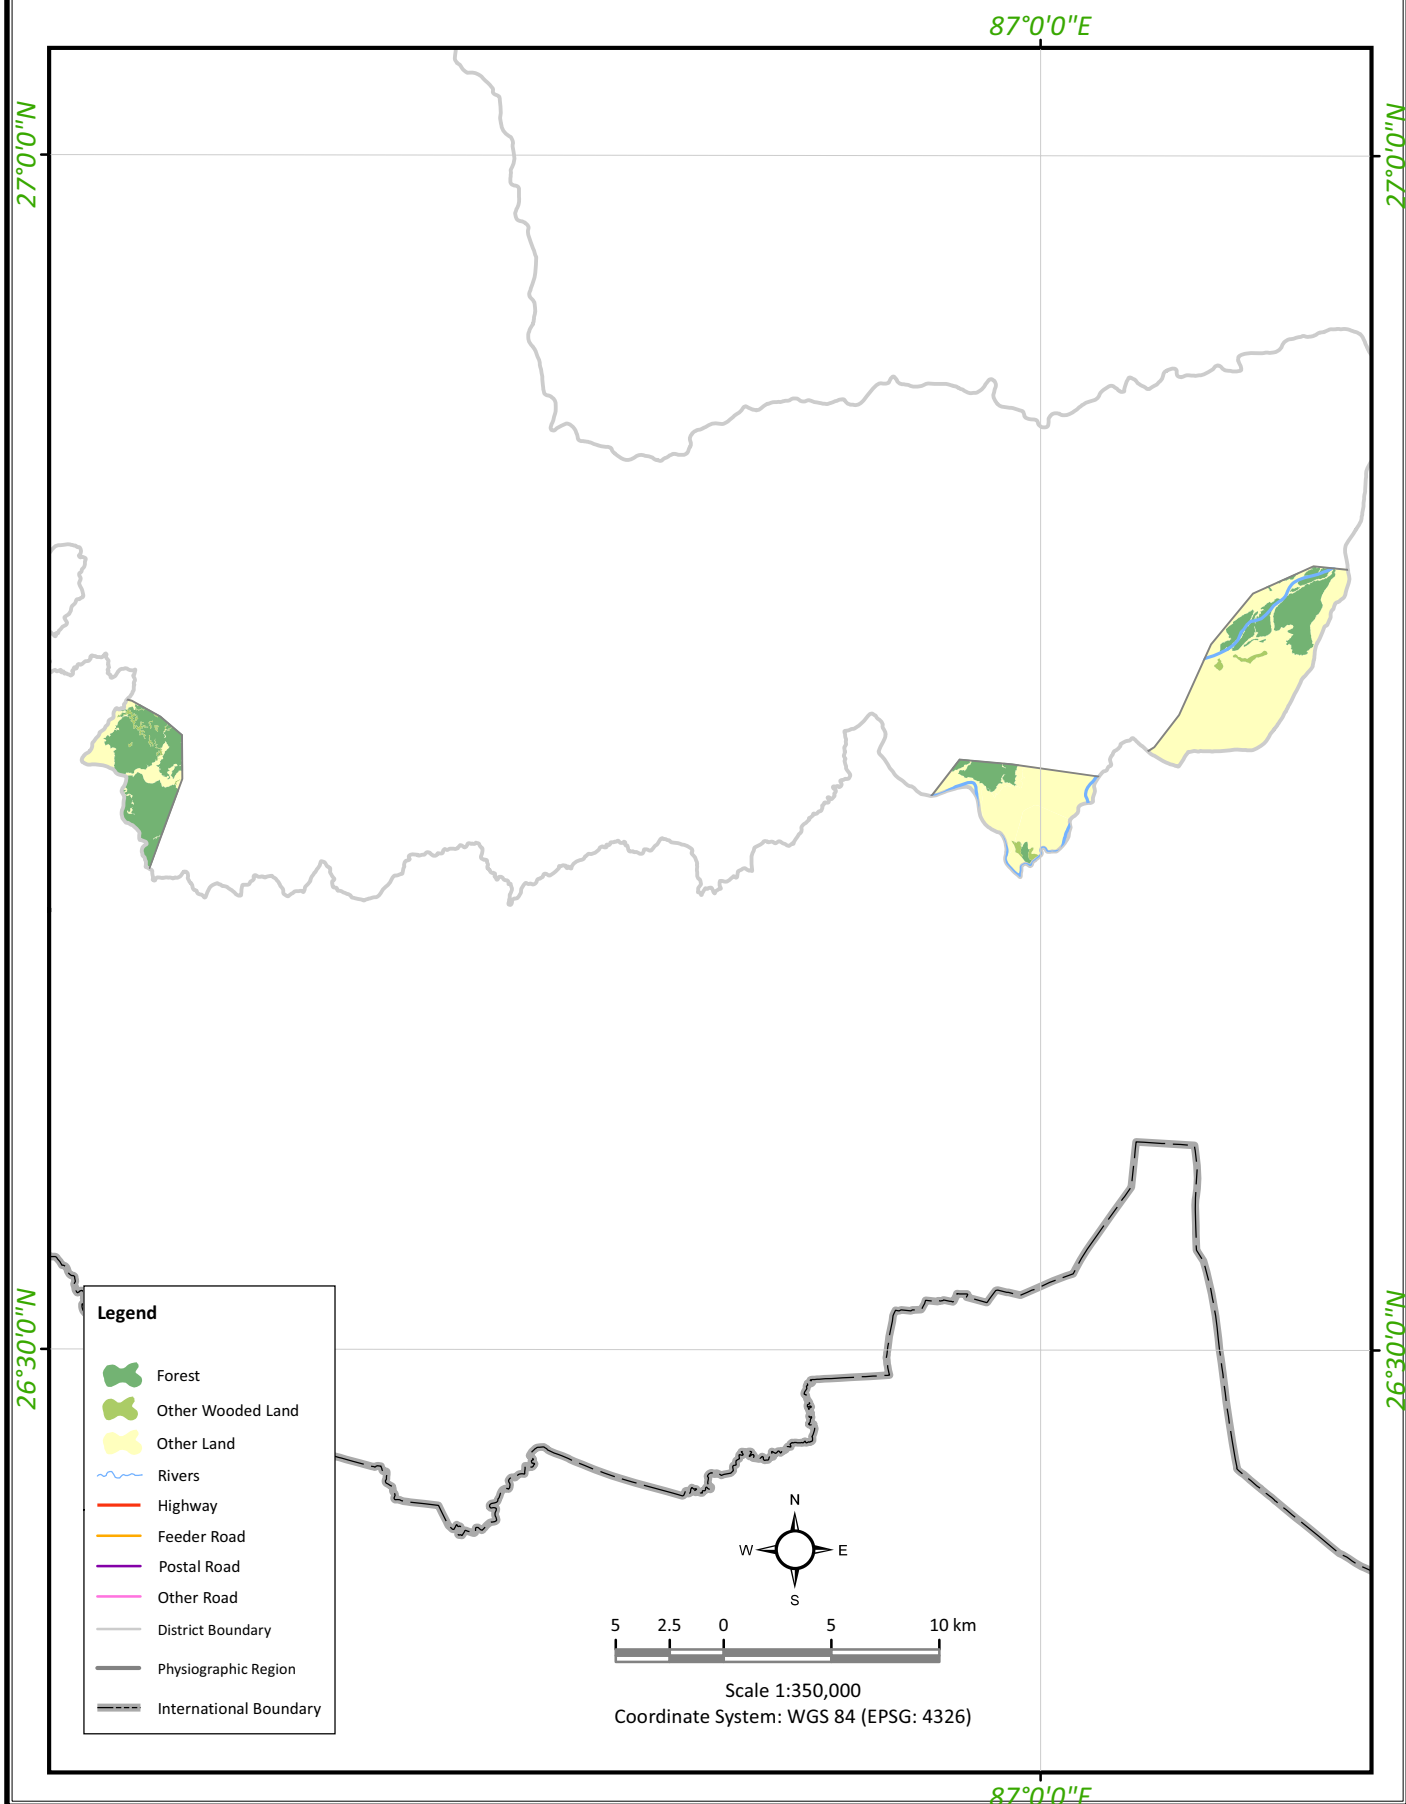 87°0'0"E
27°0'0"N
27°0'0"N
26°30'0"N
26°30'0"N
Legend
Forest
Other Wooded Land
Other Land
Rivers
Highway
Feeder Road
Postal Road
Other Road
District Boundary
Physiographic Region
International Boundary
N
W E
S
5 2.5 0 5 10 km
Scale 1:350,000
Coordinate System: WGS 84 (EPSG: 4326)
87°0'0"E